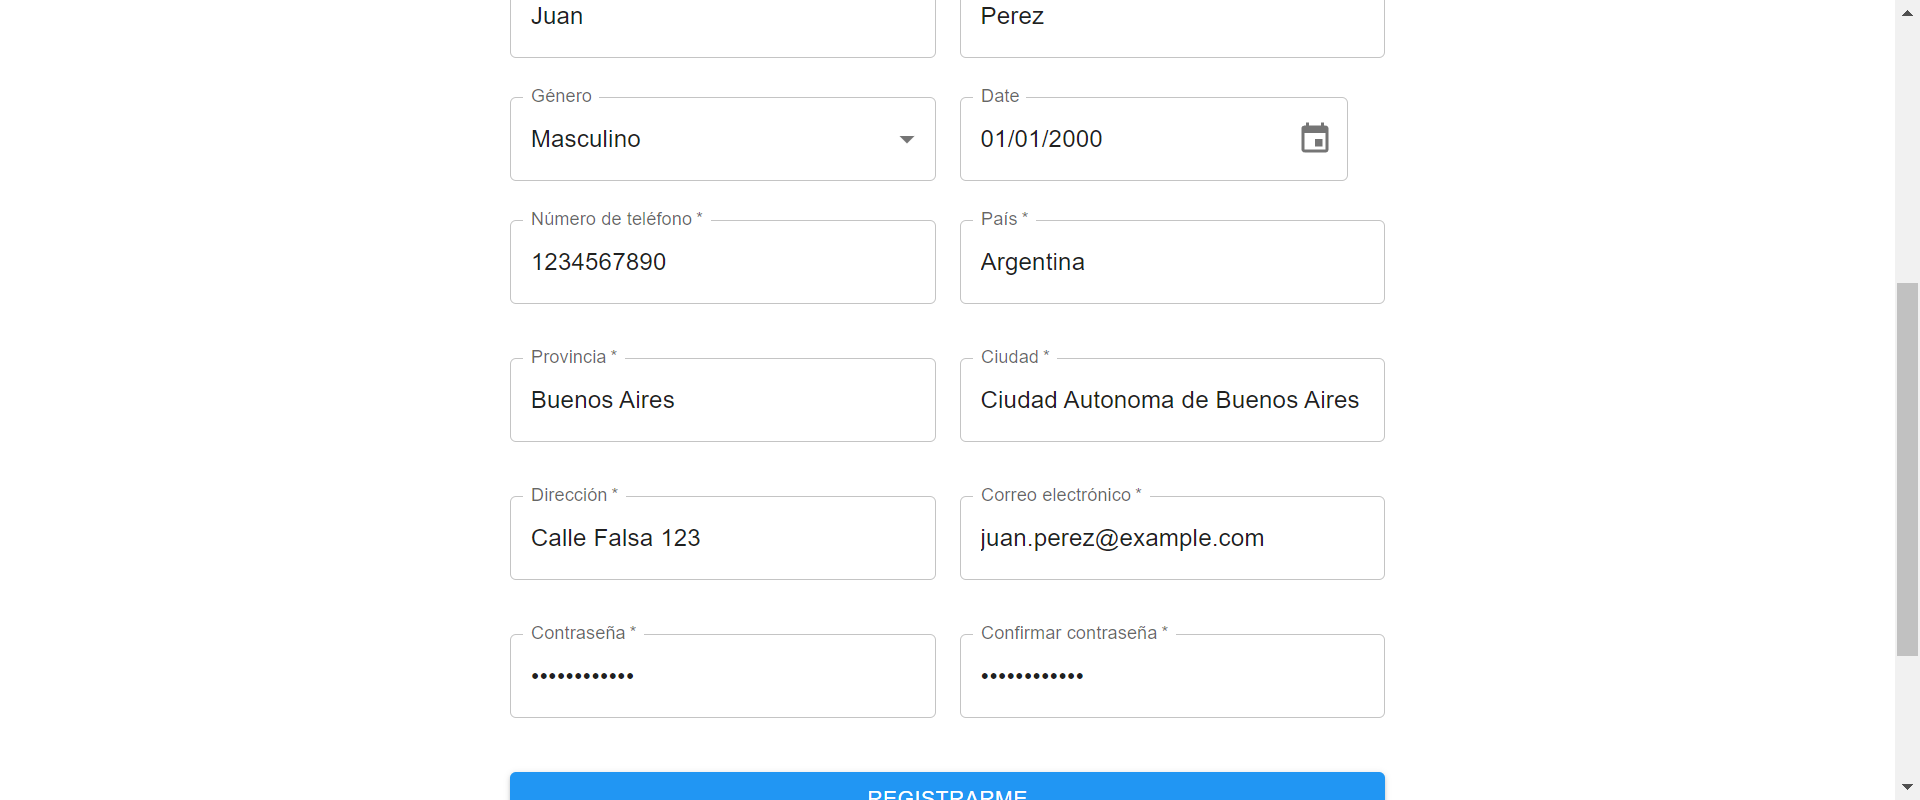 Juan
Perez
Género
Date
Masculino
01/01/2000
Número de teléfono *
País *
1234567890
Argentina
Provincia *
Ciudad *
Buenos Aires
Ciudad Autonoma de Buenos Aires
Dirección *
Correo electrónico *
Calle Falsa 123
juan.perez@example.com
Contraseña *
Confirmar contraseña *
••••••••••••
••••••••••••
REGISTRARME